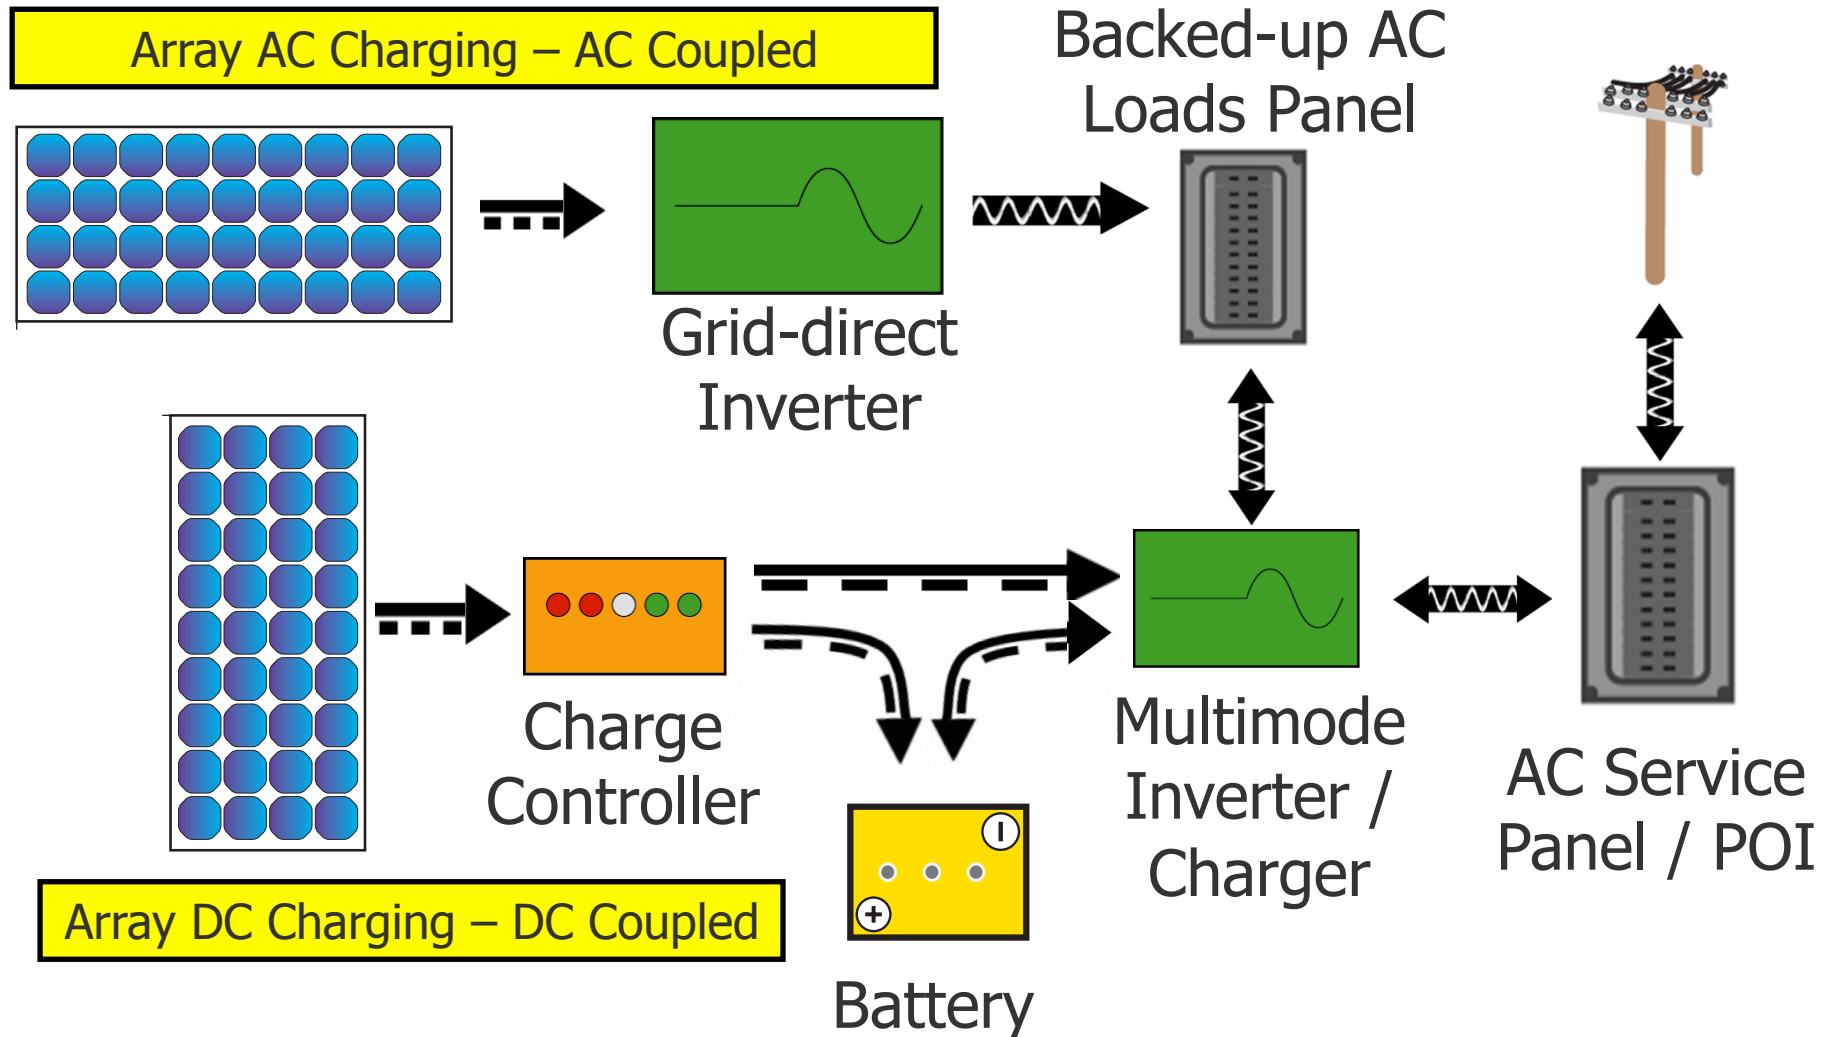 Array AC Charging – AC Coupled
Backed-up AC
Loads Panel
Grid-direct
Inverter
Charge
Controller
Multimode
Inverter /
Charger
AC Service
Panel / POI
Array DC Charging – DC Coupled
Battery